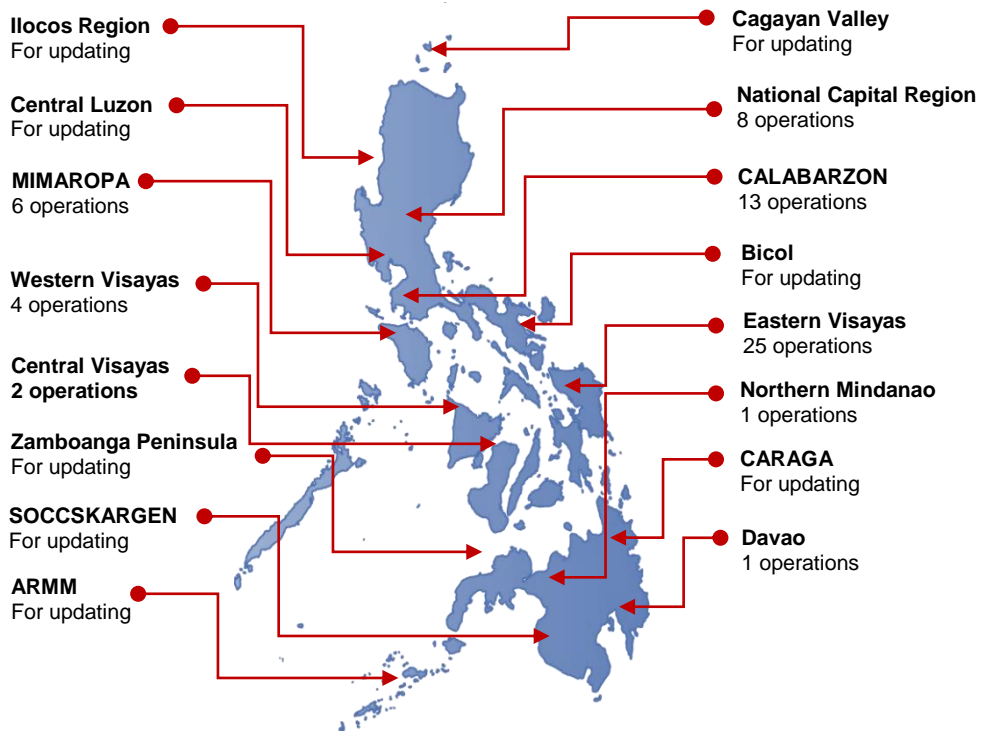 Ilocos Region
For updating
Central Luzon
For updating
MIMAROPA
6 operations
Western Visayas
4 operations
Central Visayas
2 operations
Zamboanga Peninsula
For updating
SOCCSKARGEN
For updating
ARMM
For updating
Cagayan Valley
For updating
National Capital Region
8 operations
CALABARZON
13 operations
Bicol
For updating
Eastern Visayas
25 operations
Northern Mindanao
1 operations
CARAGA
For updating
Davao
1 operations